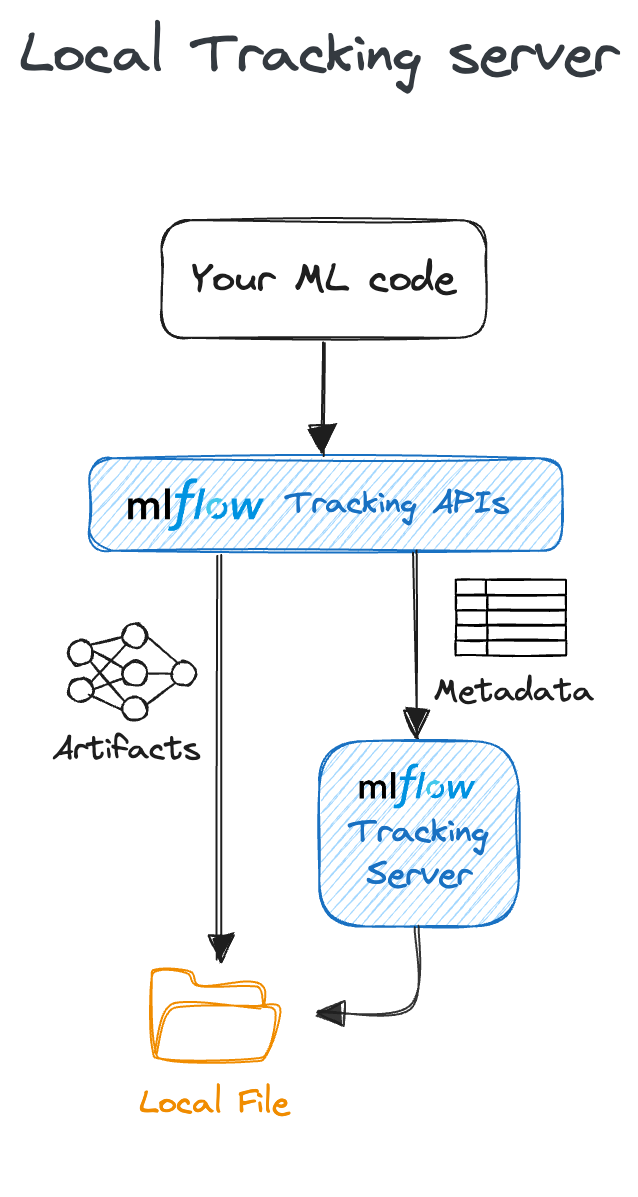 Local Tracking server
Your ML code
mlflow Tracking APIs
Metadata
Artifacts
mlflow
Tracking
Server
Local File